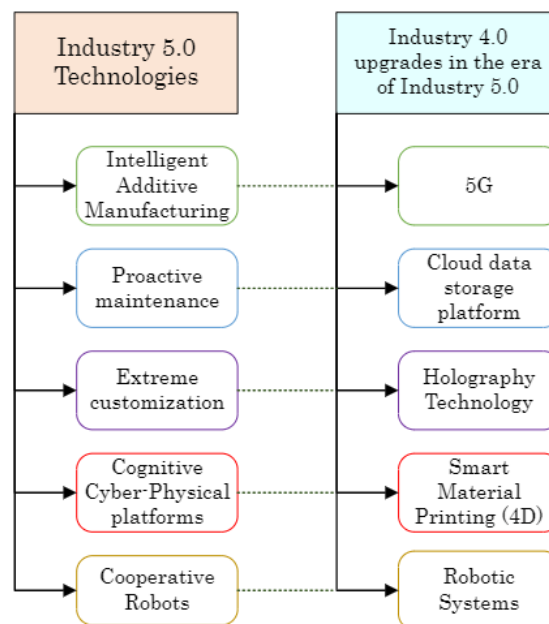 Industry 5.0
Technologies
Industry 4.0
upgrades in the era
of Industry 5.0
Intelligent
Additive
Manufacturing
5G
Proactive
maintenance
Cloud data
storage
platform
Extreme
customization
Holography
Technology
Cognitive
Cyber-Physical
platforms
Smart
Material
Printing (4D)
Cooperative
Robots
Robotic
Systems